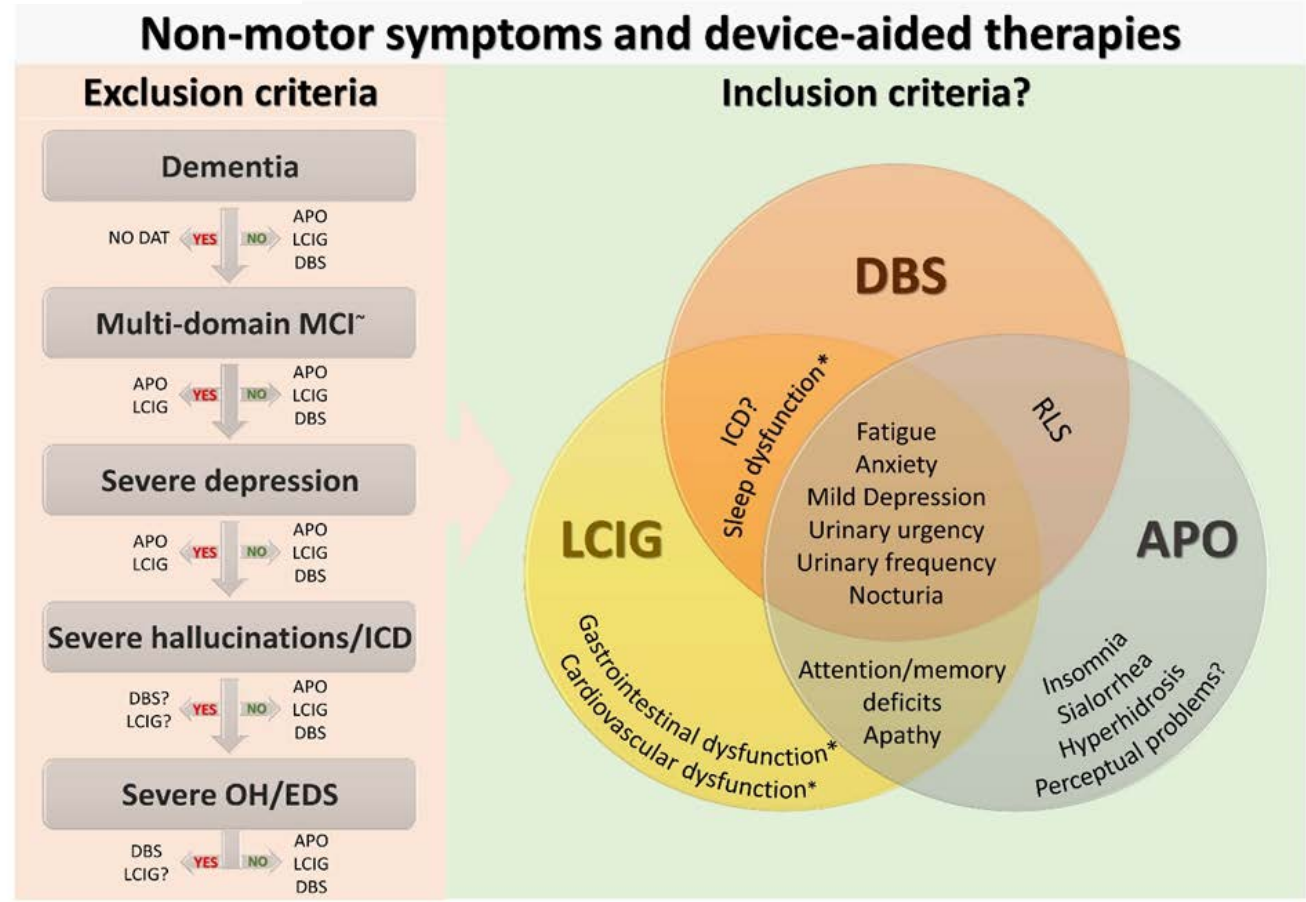 Non-motor symptoms and device-aided therapies
Exclusion criteria
Dementia
NO DAT
YES
NO
APO
LCIG
DBS
Multi-domain MCI~
APO
LCIG
YES
NO
APO
LCIG
DBS
Severe depression
APO
LCIG
YES
NO
APO
LCIG
DBS
Severe hallucinations/ICD
DBS?
LCIG?
YES
NO
APO
LCIG
DBS
Severe OH/EDS
DBS
LCIG?
YES
NO
APO
LCIG
DBS
Inclusion criteria?
DBS
ICD?
Sleep dysfunction*
RLS
Fatigue
Anxiety
Mild Depression
Urinary urgency
Urinary frequency
Nocturia
LCIG
APO
Gastrointestinal dysfunction*
Cardiovascular dysfunction*
Attention/memory
deficits
Apathy
Insomnia
Sialorrhea
Hyperhidrosis
Perceptual problems?